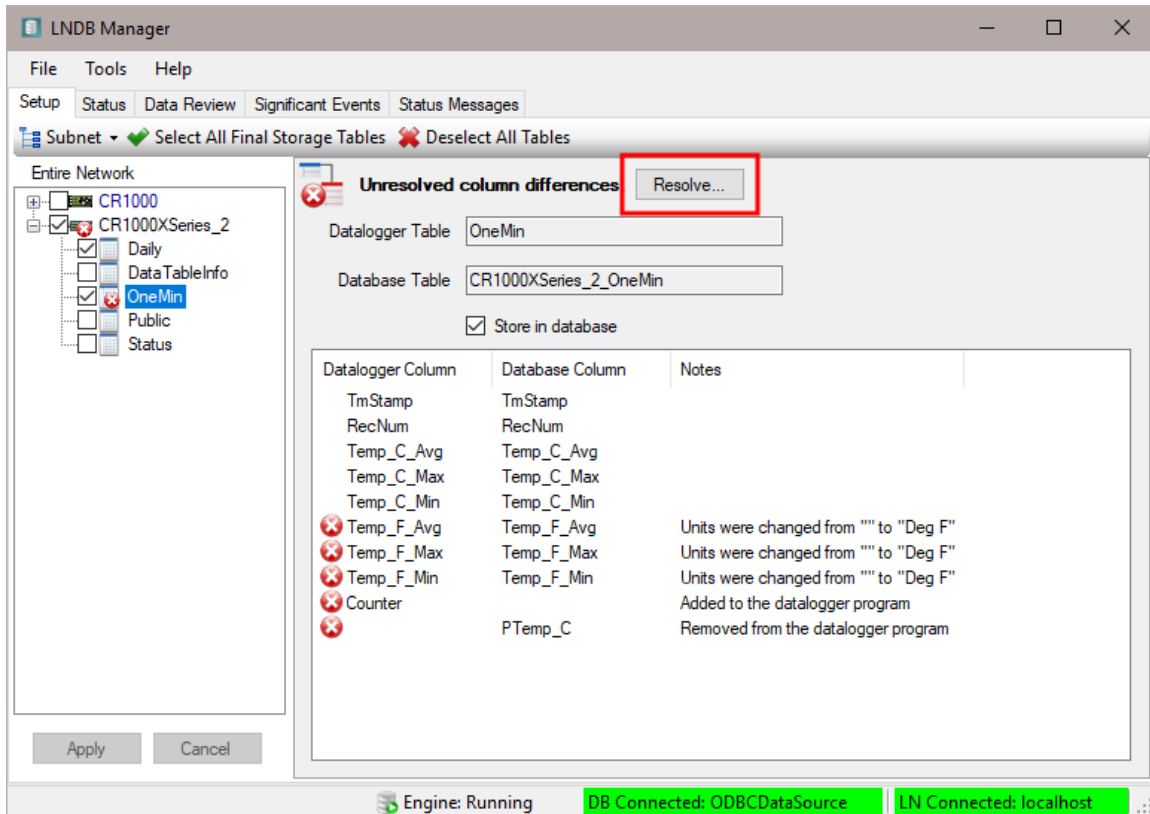 LNDB Manager
File Tools Help
Setup Status Data Review Significant Events Status Messages
Subnet Select All Final Storage Tables Deselect All Tables
Entire Network
CR1000
CR1000XSeries_2
Daily
DataTableInfo
OneMin
Public
Status
Unresolved column differences Resolve...
Datalogger Table OneMin
Database Table CR1000XSeries_2_OneMin
Store in database
Datalogger Column Database Column Notes
TmStamp TmStamp
RecNum RecNum
Temp_C_Avg Temp_C_Avg
Temp_C_Max Temp_C_Max
Temp_C_Min Temp_C_Min
Temp_F_Avg Temp_F_Avg Units were changed from "" to "Deg F"
Temp_F_Max Temp_F_Max Units were changed from "" to "Deg F"
Temp_F_Min Temp_F_Min Units were changed from "" to "Deg F"
Counter Added to the datalogger program
PTemp_C Removed from the datalogger program
Apply Cancel
Engine: Running DB Connected: ODBCDataSource LN Connected: localhost